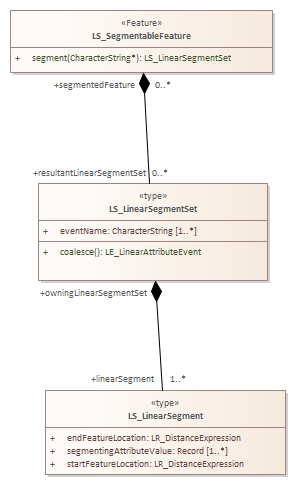 «Feature»
LS_SegmentableFeature
+ segment(CharacterString*): LS_LinearSegmentSet
+segmentedFeature 0..*
+resultantLinearSegmentSet 0..*
«type»
LS_LinearSegmentSet
+ eventName: CharacterString [1..*]
+ coalesce(): LE_LinearAttributeEvent
+owningLinearSegmentSet
+linearSegment 1..*
«type»
LS_LinearSegment
+ endFeatureLocation: LR_DistanceExpression
+ segmentingAttributeValue: Record [1..*]
+ startFeatureLocation: LR_DistanceExpression